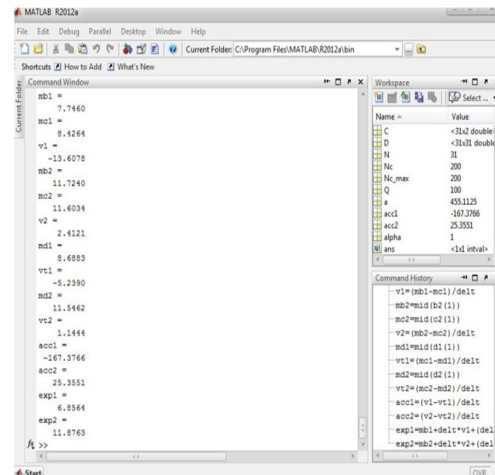 MATLAB R2012a
File Edit Debug Parallel Desktop Window Help
Current Folder: C:\Program Files\MATLAB\R2012a\bin
Shortcuts How to Add What's New
Current Folder
Command Window
mb1 =
7.7460
mc1 =
8.4264
v1 =
-13.6078
mb2 =
11.7240
mc2 =
11.6034
v2 =
2.4121
md1 =
8.6883
vt1 =
-5.2390
md2 =
11.5462
vt2 =
1.1444
acc1 =
-167.3766
acc2 =
25.3551
exp1 =
6.8564
exp2 =
11.8763
fx >>
Workspace
Select ...
Name Value
C <31x2 double
D <31x31 double
N 31
Nc 200
Nc_max 200
Q 100
a 455.1125
acc1 -167.3766
acc2 25.3551
alpha 1
ans <1x1 intval>
Command History
v1=(mb1-mc1)/delt
mb2=mid(b2(1))
mc2=mid(c2(1))
v2=(mb2-mc2)/delt
md1=mid(d1(1))
vt1=(mc1-md1)/delt
md2=mid(d2(1))
vt2=(mc2-md2)/delt
acc1=(v1-vt1)/delt
acc2=(v2-vt2)/delt
exp1=mb1+delt*v1+(del
exp2=mb2+delt*v2+(del
Start
OVR